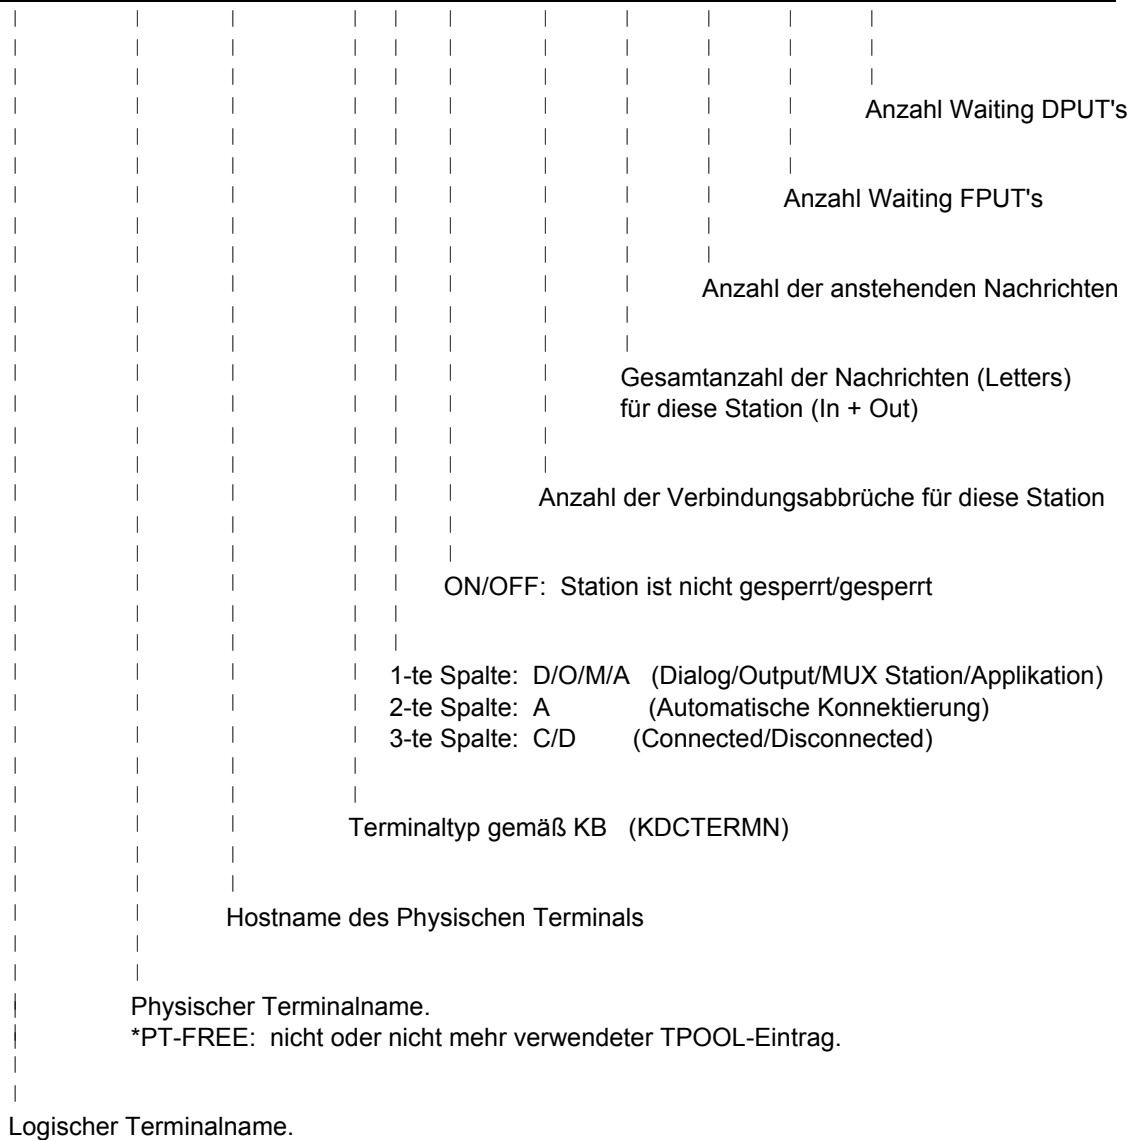 Anzahl Waiting DPUT's
Anzahl Waiting FPUT's
Anzahl der anstehenden Nachrichten
Gesamtanzahl der Nachrichten (Letters)
für diese Station (In + Out)
Anzahl der Verbindungsabbrüche für diese Station
ON/OFF: Station ist nicht gesperrt/gesperrt
1-te Spalte: D/O/M/A (Dialog/Output/MUX Station/Applikation)
2-te Spalte: A (Automatische Konnektierung)
3-te Spalte: C/D (Connected/Disconnected)
Terminaltyp gemäß KB (KDCTERMN)
Hostname des Physischen Terminals
Physischer Terminalname.
*PT-FREE: nicht oder nicht mehr verwendeter TPOOL-Eintrag.
Logischer Terminalname.